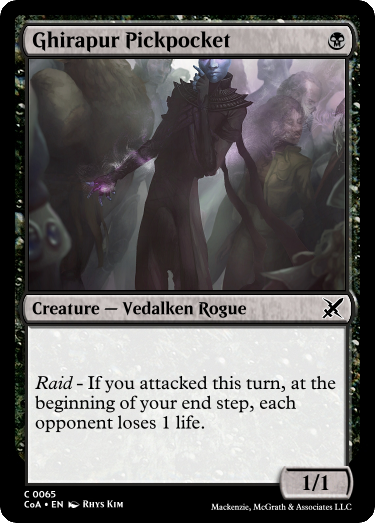 Ghirapur Pickpocket
Creature — Vedalken Rogue
Raid - If you attacked this turn, at the
beginning of your end step, each
opponent loses 1 life.
1/1
C 0065
CoA • EN Rhys Kim
Mackenzie, McGrath & Associates LLC